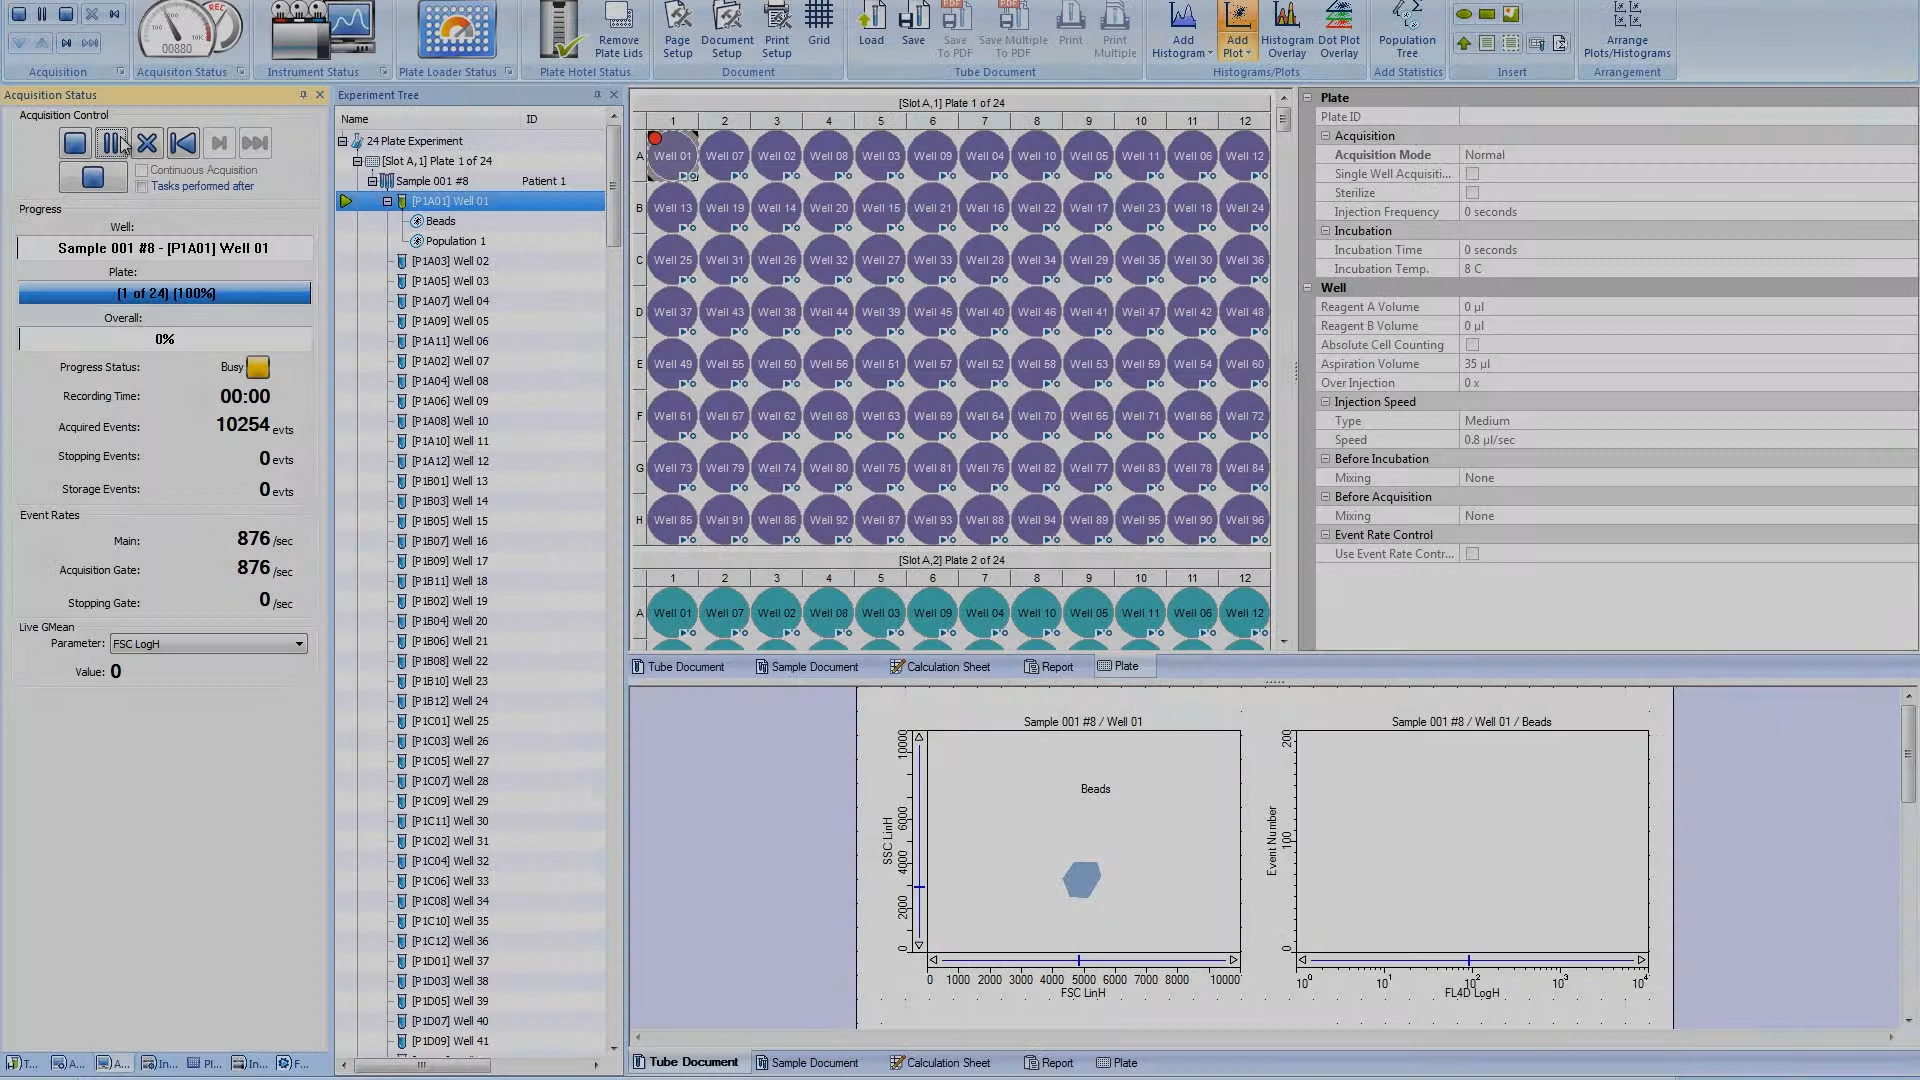 00880
REC
10K
Acquisition
Acquisiton Status
Instrument Status
Plate Loader Status
Remove Plate Lids
Plate Hotel Status
Page Setup
Document Setup
Print Setup
Grid
Document
Load
Save
Save To PDF
Save Multiple To PDF
Print
Print Multiple
Tube Document
Add Histogram
Add Plot
Histogram Overlay
Dot Plot Overlay
Histograms/Plots
Population Tree
Add Statistics
Insert
Arrange Plots/Histograms
Arrangement
Acquisition Status
Acquisition Control
Continuous Acquisition
Tasks performed after
Progress
Well:
Sample 001 #8 - [P1A01] Well 01
Plate:
(1 of 24) (100%)
Overall:
0%
Progress Status: Busy
Recording Time: 00:00
Acquired Events: 10254 evts
Stopping Events: 0 evts
Storage Events: 0 evts
Event Rates
Main: 876 /sec
Acquisition Gate: 876 /sec
Stopping Gate: 0 /sec
Live GMean
Parameter: FSC LogH
Value: 0
T...
A...
A...
In...
Pl...
In...
F...
Experiment Tree
Name ID
24 Plate Experiment
[Slot A,1] Plate 1 of 24
Sample 001 #8 Patient 1
[P1A01] Well 01
Beads
Population 1
[P1A03] Well 02
[P1A05] Well 03
[P1A07] Well 04
[P1A09] Well 05
[P1A11] Well 06
[P1A02] Well 07
[P1A04] Well 08
[P1A06] Well 09
[P1A08] Well 10
[P1A10] Well 11
[P1A12] Well 12
[P1B01] Well 13
[P1B03] Well 14
[P1B05] Well 15
[P1B07] Well 16
[P1B09] Well 17
[P1B11] Well 18
[P1B02] Well 19
[P1B04] Well 20
[P1B06] Well 21
[P1B08] Well 22
[P1B10] Well 23
[P1B12] Well 24
[P1C01] Well 25
[P1C03] Well 26
[P1C05] Well 27
[P1C07] Well 28
[P1C09] Well 29
[P1C11] Well 30
[P1C02] Well 31
[P1C04] Well 32
[P1C06] Well 33
[P1C08] Well 34
[P1C10] Well 35
[P1C12] Well 36
[P1D01] Well 37
[P1D03] Well 38
[P1D05] Well 39
[P1D07] Well 40
[P1D09] Well 41
[Slot A,1] Plate 1 of 24
1 2 3 4 5 6 7 8 9 10 11 12
A Well 01 Well 07 Well 02 Well 08 Well 03 Well 09 Well 04 Well 10 Well 05 Well 11 Well 06 Well 12
B Well 13 Well 19 Well 14 Well 20 Well 15 Well 21 Well 16 Well 22 Well 17 Well 23 Well 18 Well 24
C Well 25 Well 31 Well 26 Well 32 Well 27 Well 33 Well 28 Well 34 Well 29 Well 35 Well 30 Well 36
D Well 37 Well 43 Well 38 Well 44 Well 39 Well 45 Well 40 Well 46 Well 41 Well 47 Well 42 Well 48
E Well 49 Well 55 Well 50 Well 56 Well 51 Well 57 Well 52 Well 58 Well 53 Well 59 Well 54 Well 60
F Well 61 Well 67 Well 62 Well 68 Well 63 Well 69 Well 64 Well 70 Well 65 Well 71 Well 66 Well 72
G Well 73 Well 79 Well 74 Well 80 Well 75 Well 81 Well 76 Well 82 Well 77 Well 83 Well 78 Well 84
H Well 85 Well 91 Well 86 Well 92 Well 87 Well 93 Well 88 Well 94 Well 89 Well 95 Well 90 Well 96
[Slot A,2] Plate 2 of 24
1 2 3 4 5 6 7 8 9 10 11 12
A Well 01 Well 07 Well 02 Well 08 Well 03 Well 09 Well 04 Well 10 Well 05 Well 11 Well 06 Well 12
Tube Document Sample Document Calculation Sheet Report Plate
Plate
Plate ID
Acquisition
Acquisition Mode Normal
Single Well Acquisiti...
Sterilize
Injection Frequency 0 seconds
Incubation
Incubation Time 0 seconds
Incubation Temp. 8 C
Well
Reagent A Volume 0 µl
Reagent B Volume 0 µl
Absolute Cell Counting
Aspiration Volume 35 µl
Over Injection 0 x
Injection Speed
Type Medium
Speed 0.8 µl/sec
Before Incubation
Mixing None
Before Acquisition
Mixing None
Event Rate Control
Use Event Rate Contr...
Sample 001 #8 / Well 01
SSC LinH
10000
6000
4000
2000
0
Beads
0 1000 2000 3000 4000 5000 6000 7000 8000 10000
FSC LinH
Sample 001 #8 / Well 01 / Beads
Event Number
200
100
0
10⁰ 10¹ 10² 10³ 10⁴
FL4D LogH
Tube Document Sample Document Calculation Sheet Report Plate